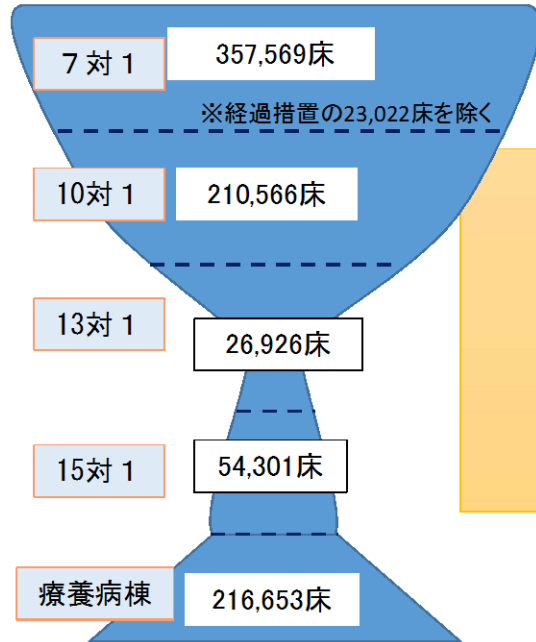 7対1
357,569床
※経過措置の23,022床を除く
10対1
210,566床
13対1
26,926床
15対1
54,301床
療養病棟
216,653床